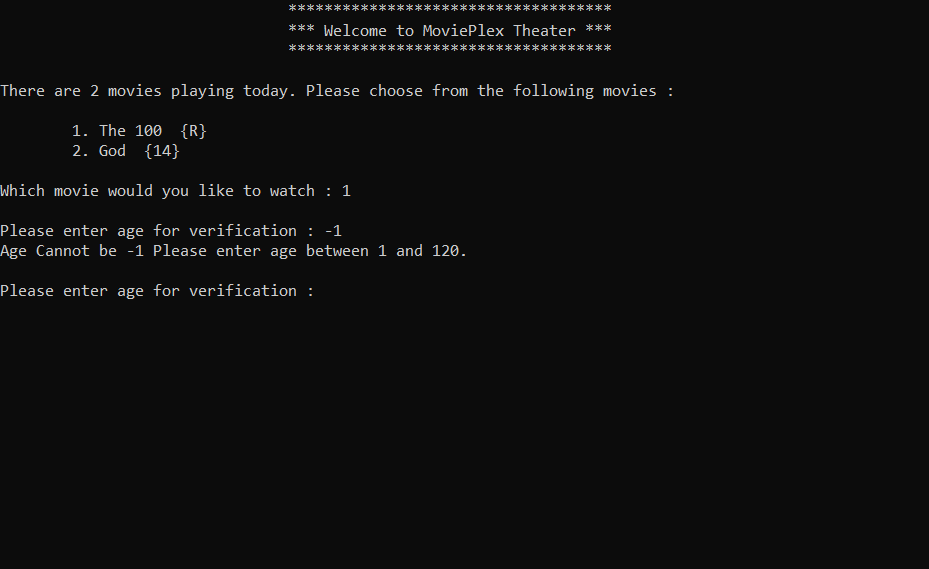 ************************************
*** Welcome to MoviePlex Theater ***
************************************
There are 2 movies playing today. Please choose from the following movies :
1. The 100 {R}
2. God {14}
Which movie would you like to watch : 1
Please enter age for verification : -1
Age Cannot be -1 Please enter age between 1 and 120.
Please enter age for verification :